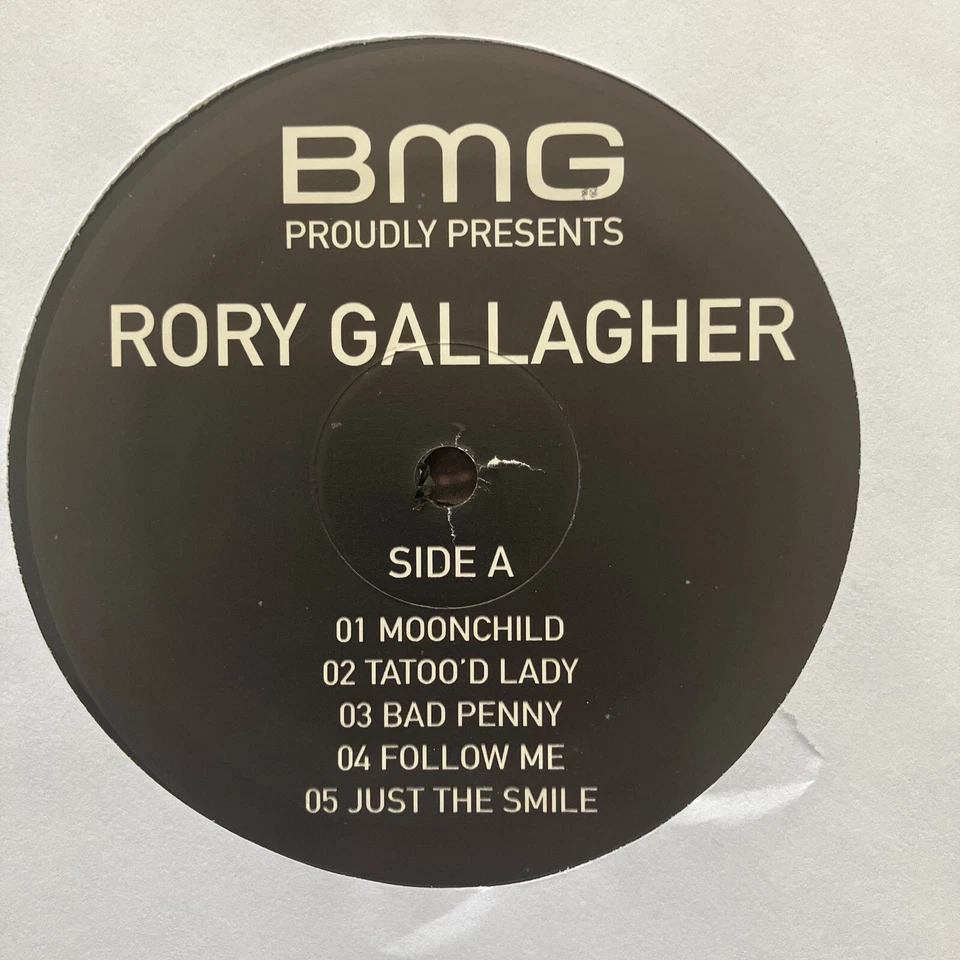 BMG
PROUDLY PRESENTS
RORY GALLAGHER
SIDE A
01 MOONCHILD
02 TATOO'D LADY
03 BAD PENNY
04 FOLLOW ME
05 JUST THE SMILE